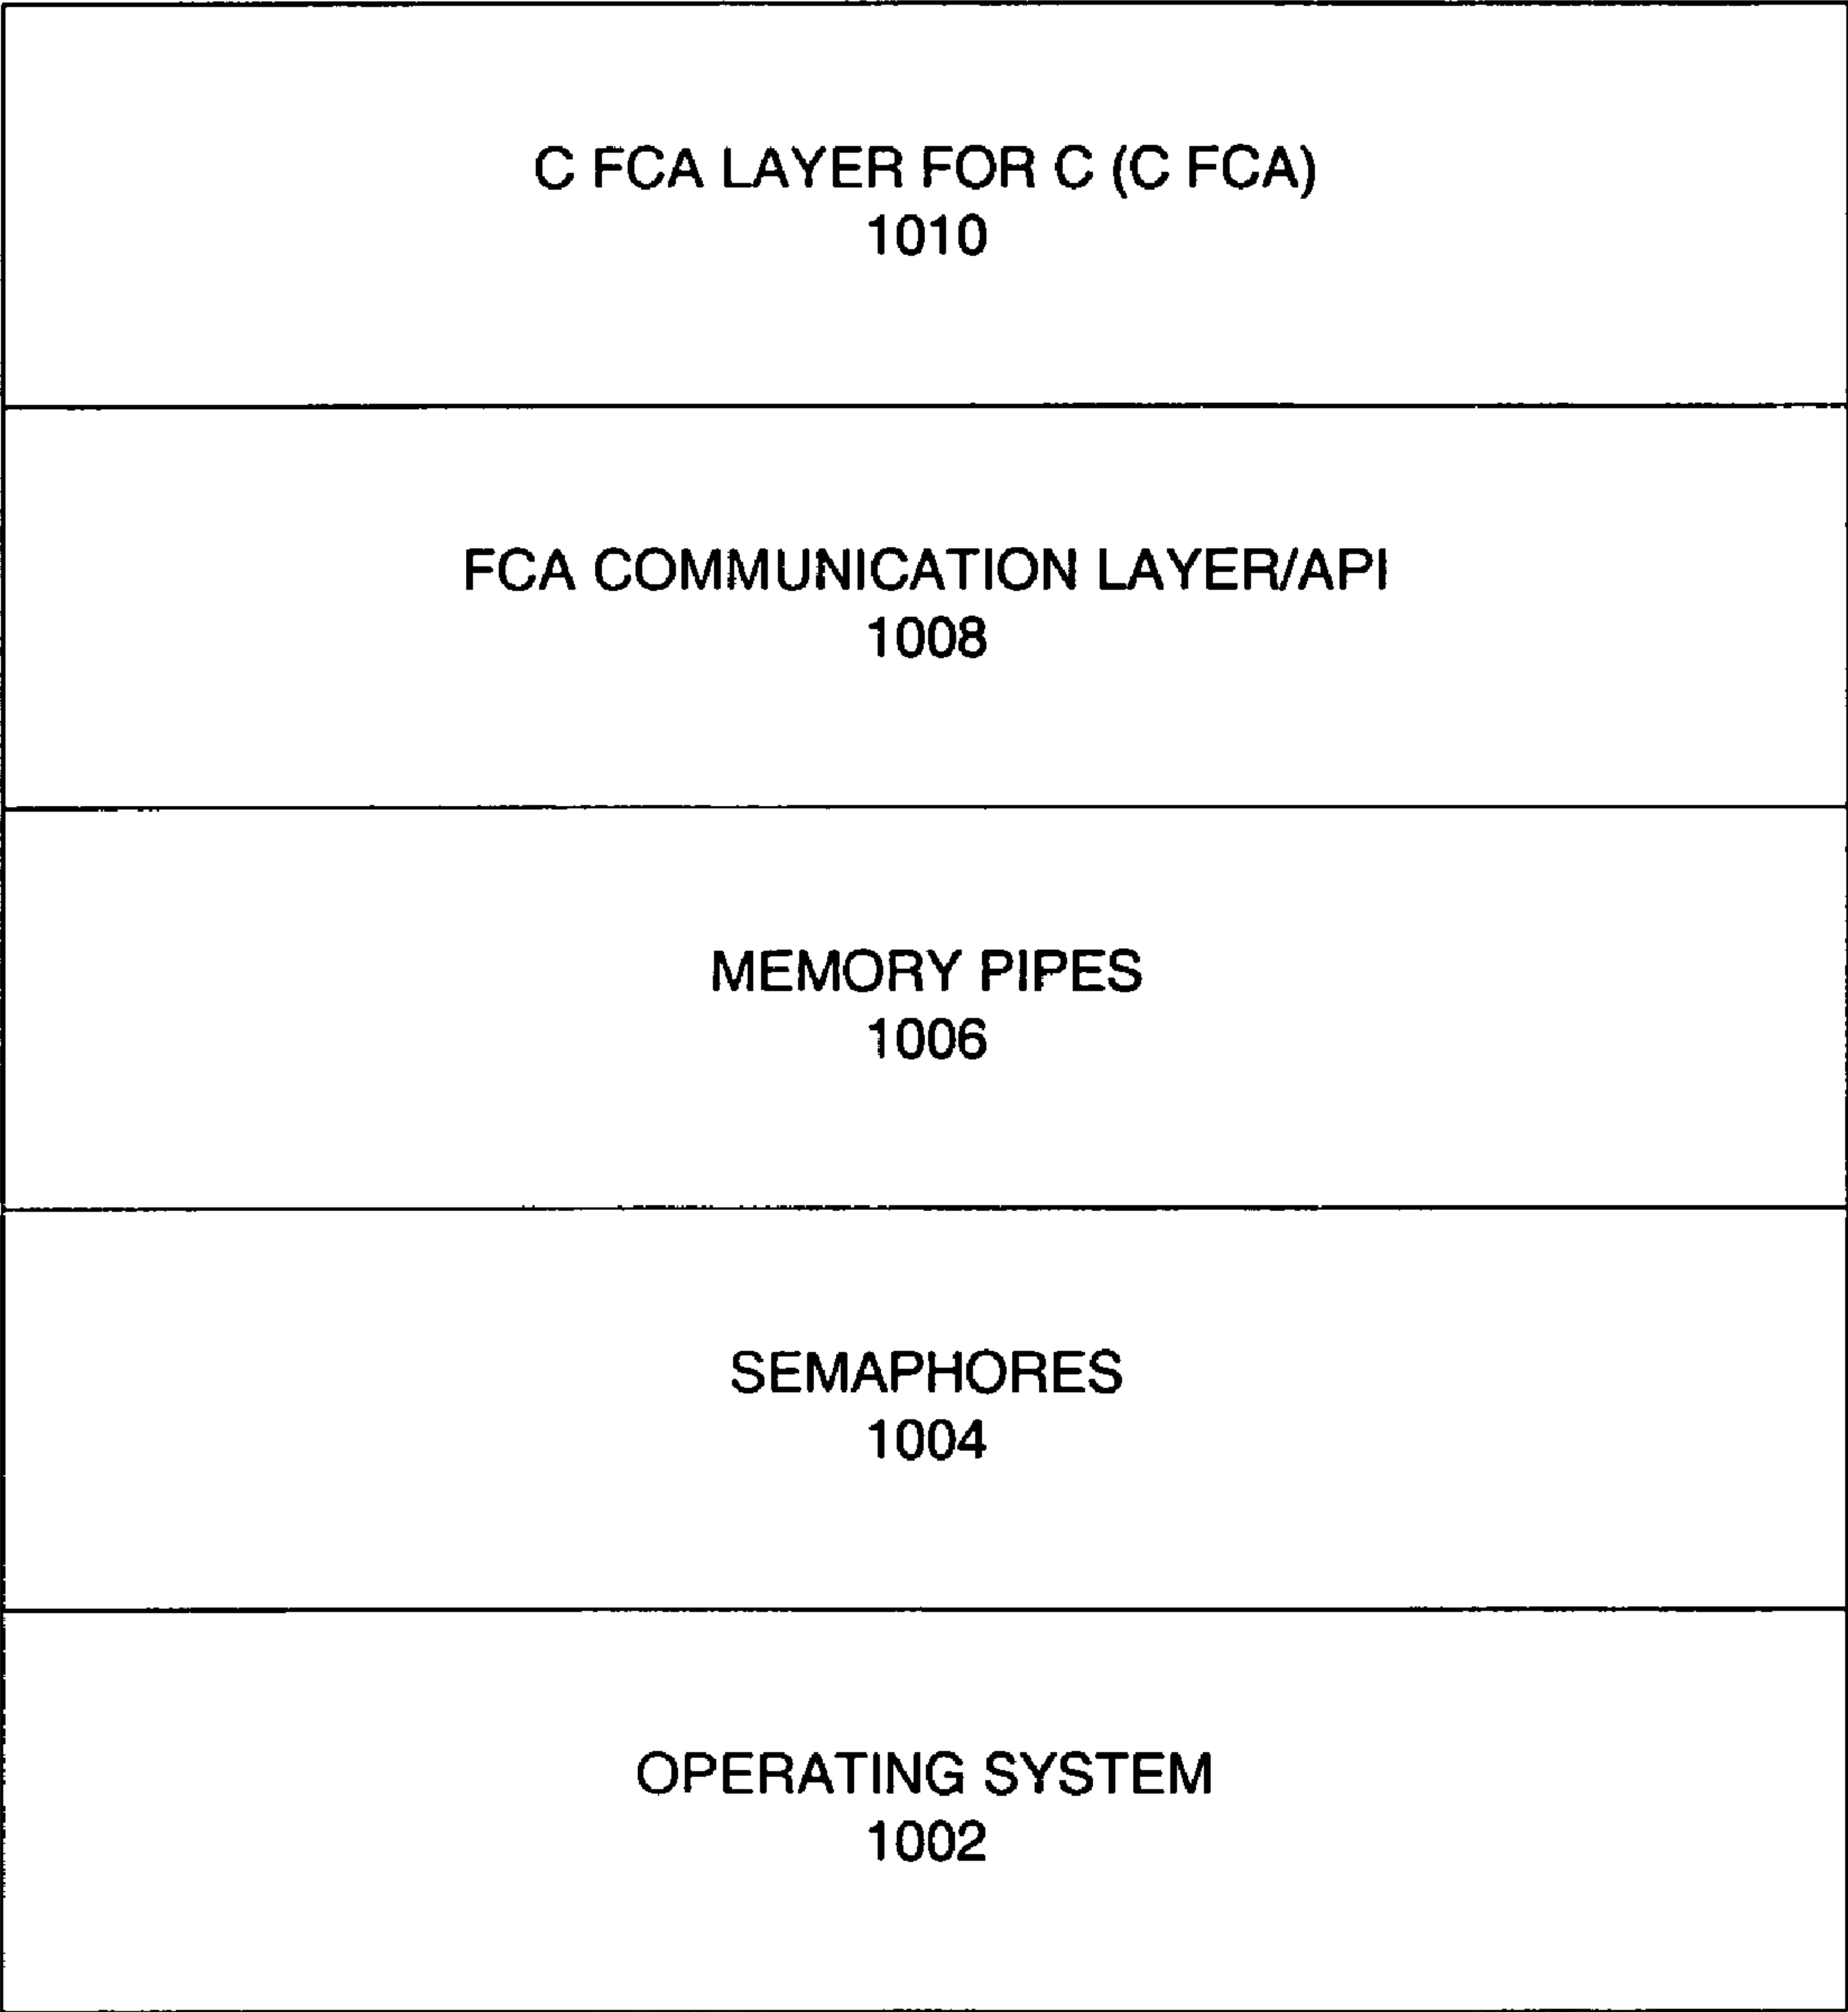 C FCA LAYER FOR C (C FCA)
1010
FCA COMMUNICATION LAYER/API
1008
MEMORY PIPES
1006
SEMAPHORES
1004
OPERATING SYSTEM
1002